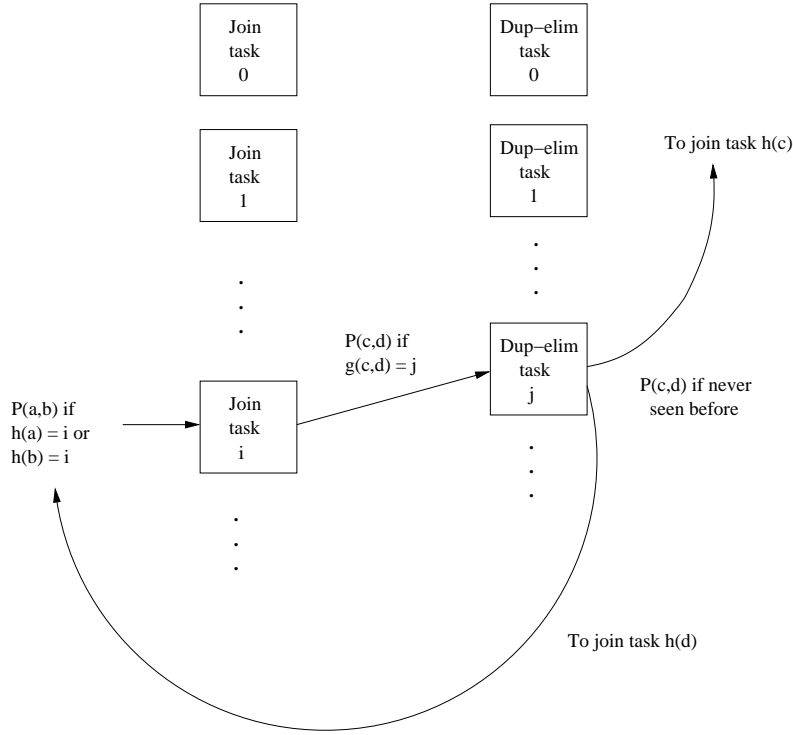 Join
task
0
Dup−elim
task
0
Join
task
1
Dup−elim
task
1
To join task h(c)
P(c,d) if
g(c,d) = j
Dup−elim
task
j
P(a,b) if
h(a) = i or
h(b) = i
Join
task
i
P(c,d) if never
seen before
To join task h(d)